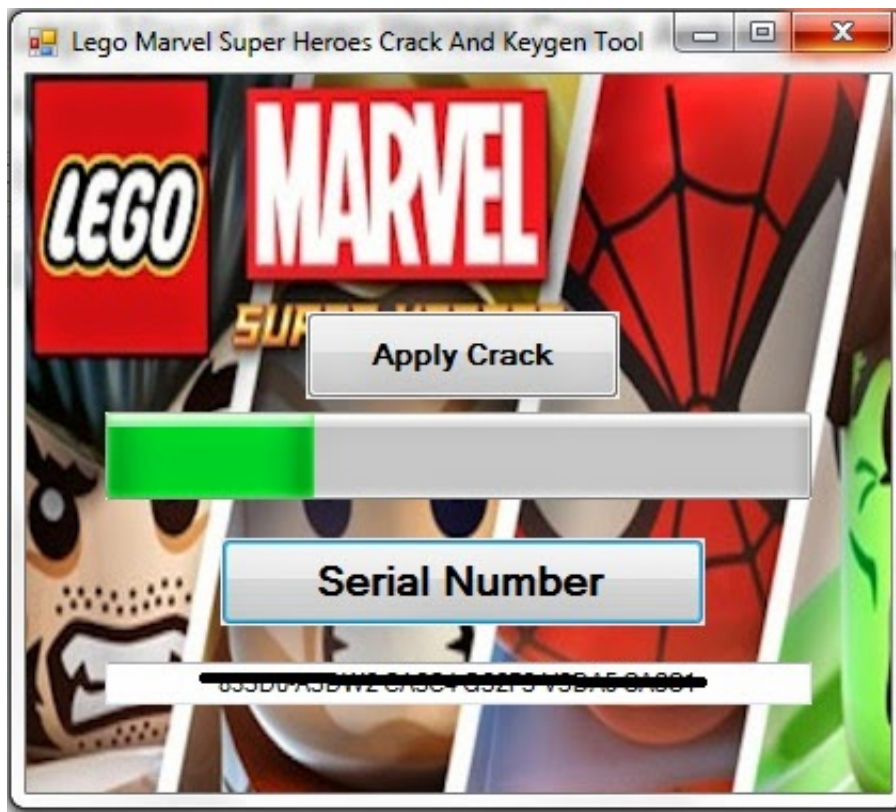 Lego Marvel Super Heroes Crack And Keygen Tool
LEGO
MARVEL
Apply Crack
Serial Number